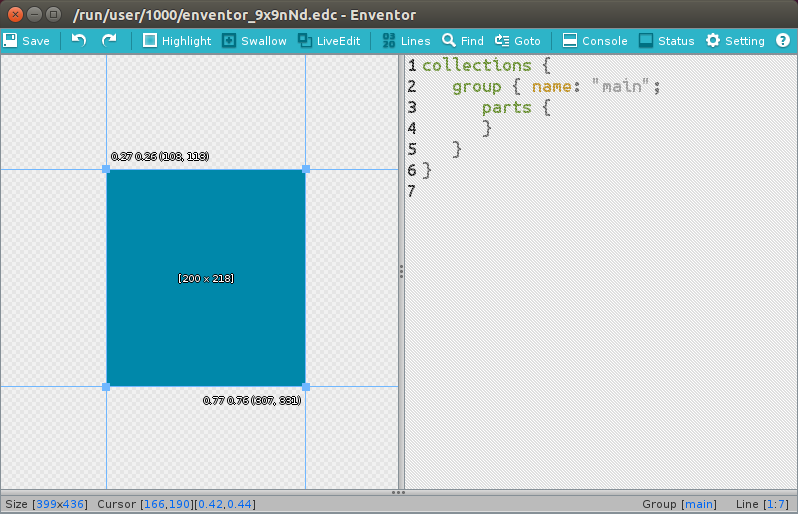 /run/user/1000/enventor_9x9nNd.edc - Enventor
Save Highlight Swallow LiveEdit Lines Find Goto Console Status Setting
0.27 0.26 (108, 113)
[200 x 218]
0.77 0.76 (307, 331)
1 collections {
2 group { name: "main";
3 parts {
4 }
5 }
6 }
7
Size [399x436] Cursor [166,190][0.42,0.44] Group [main] Line [1:7]